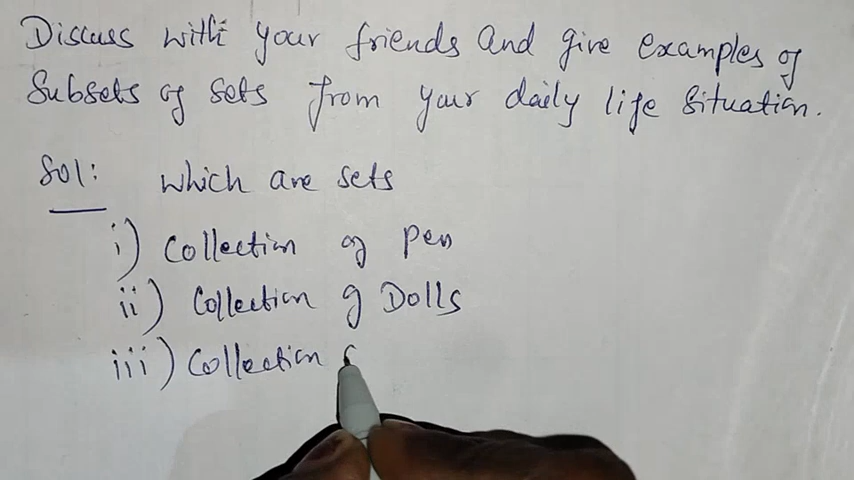 Discuss with your friends and give examples of
Subsets of sets from your daily life situation.
Sol: which are sets
i) Collection of Pen
ii) Collection of Dolls
iii) Collection